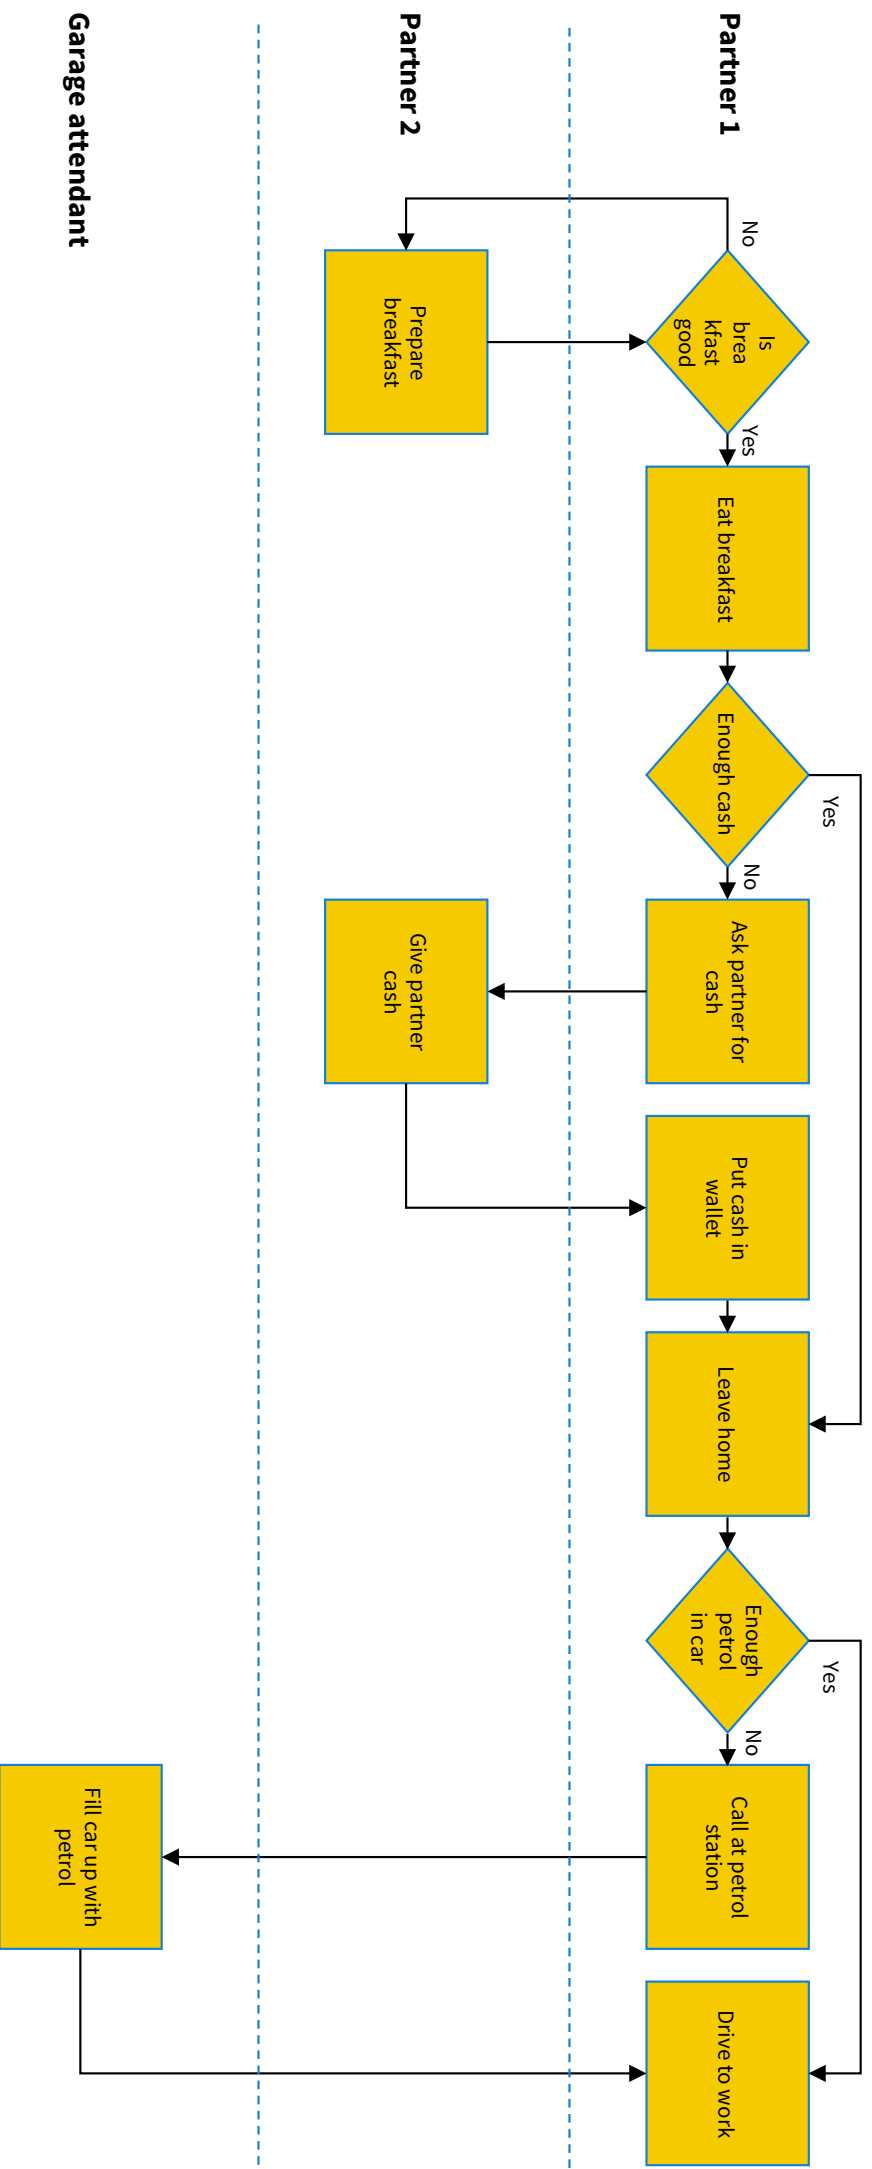 Partner 1
No
Is
brea
kfast
good
Yes
Eat breakfast
Enough cash
Yes
No
Ask partner for
cash
Put cash in
wallet
Leave home
Enough
petrol
in car
Yes
No
Call at petrol
station
Drive to work
Partner 2
Prepare
breakfast
Give partner
cash
Garage attendant
Fill car up with
petrol